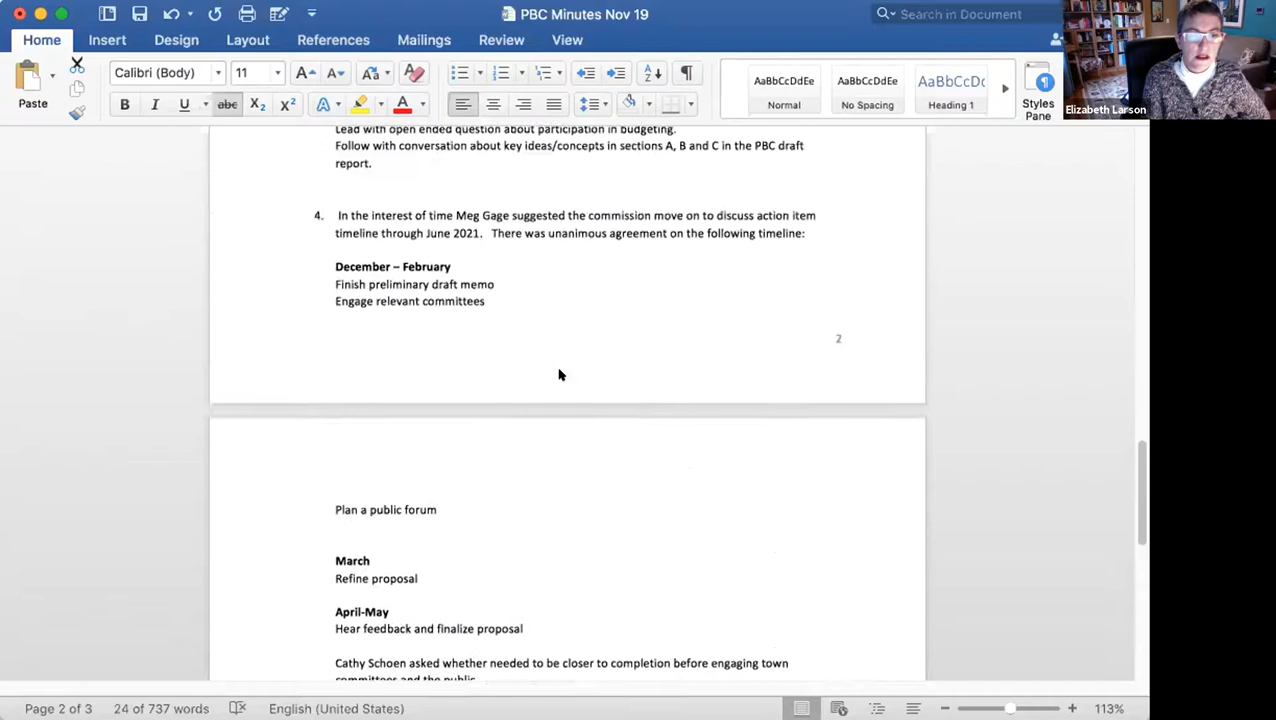 PBC Minutes Nov 19
Search in Document
Home Insert Design Layout References Mailings Review View
Paste
Calibri (Body) 11
B I U abc X2 X2
AaBbCcDdEe AaBbCcDdEe AaBbCcDc
Normal No Spacing Heading 1
Styles
Pane
Elizabeth Larson
Lead with open ended question about participation in budgeting.
Follow with conversation about key ideas/concepts in sections A, B and C in the PBC draft
report.
4. In the interest of time Meg Gage suggested the commission move on to discuss action item
timeline through June 2021. There was unanimous agreement on the following timeline:
December – February
Finish preliminary draft memo
Engage relevant committees
2
Plan a public forum
March
Refine proposal
April-May
Hear feedback and finalize proposal
Cathy Schoen asked whether needed to be closer to completion before engaging town
committees and the public.
Page 2 of 3 24 of 737 words English (United States) 113%